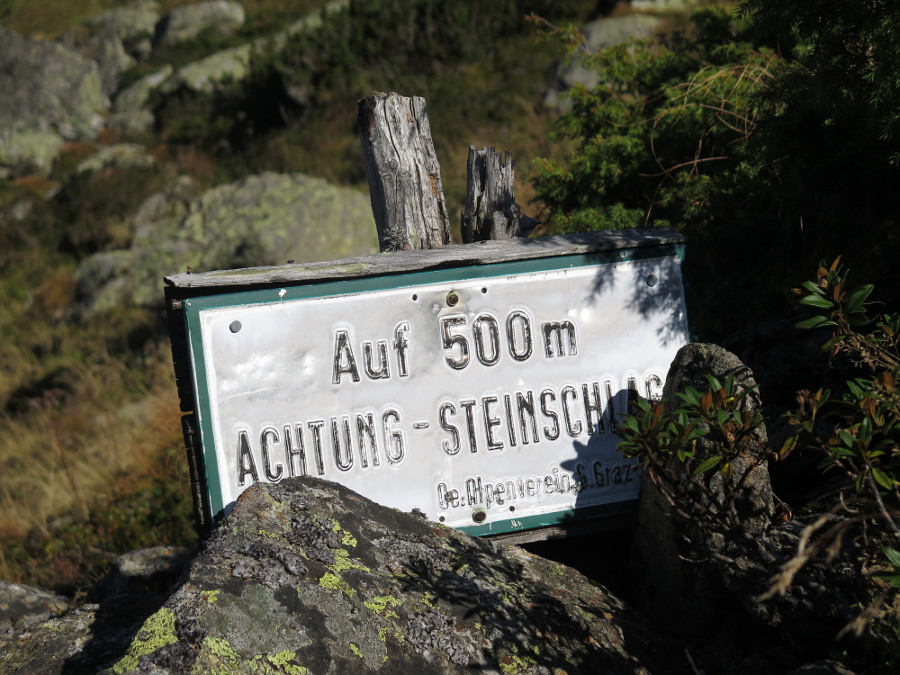 Auf 500 m
ACHTUNG - STEINSCHLAG
Oe. Alpenverein, S. Graz